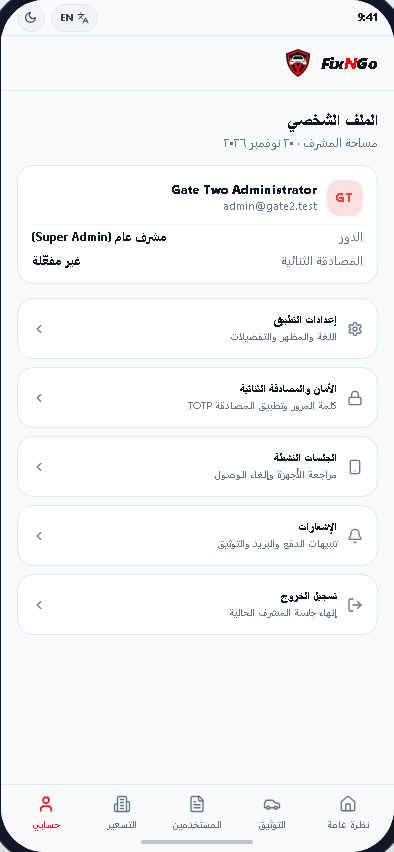 9:41
EN
FixNGo
الملف الشخصي
مساحة المشرف · ٢٠ نوفمبر ٢٠٢٦
GT
Gate Two Administrator
admin@gate2.test
الدور
مشرف عام (Super Admin)
المصادقة الثنائية
غير مفعّلة
إعدادات التطبيق
اللغة والمظهر والتفضيلات
الأمان والمصادقة الثنائية
كلمة المرور وتطبيق المصادقة TOTP
الجلسات النشطة
مراجعة الأجهزة وإلغاء الوصول
الإشعارات
تنبيهات الدفع والبريد والتوثيق
تسجيل الخروج
إنهاء جلسة المشرف الحالية
نظرة عامة
التوثيق
المستخدمين
التسعير
حسابي